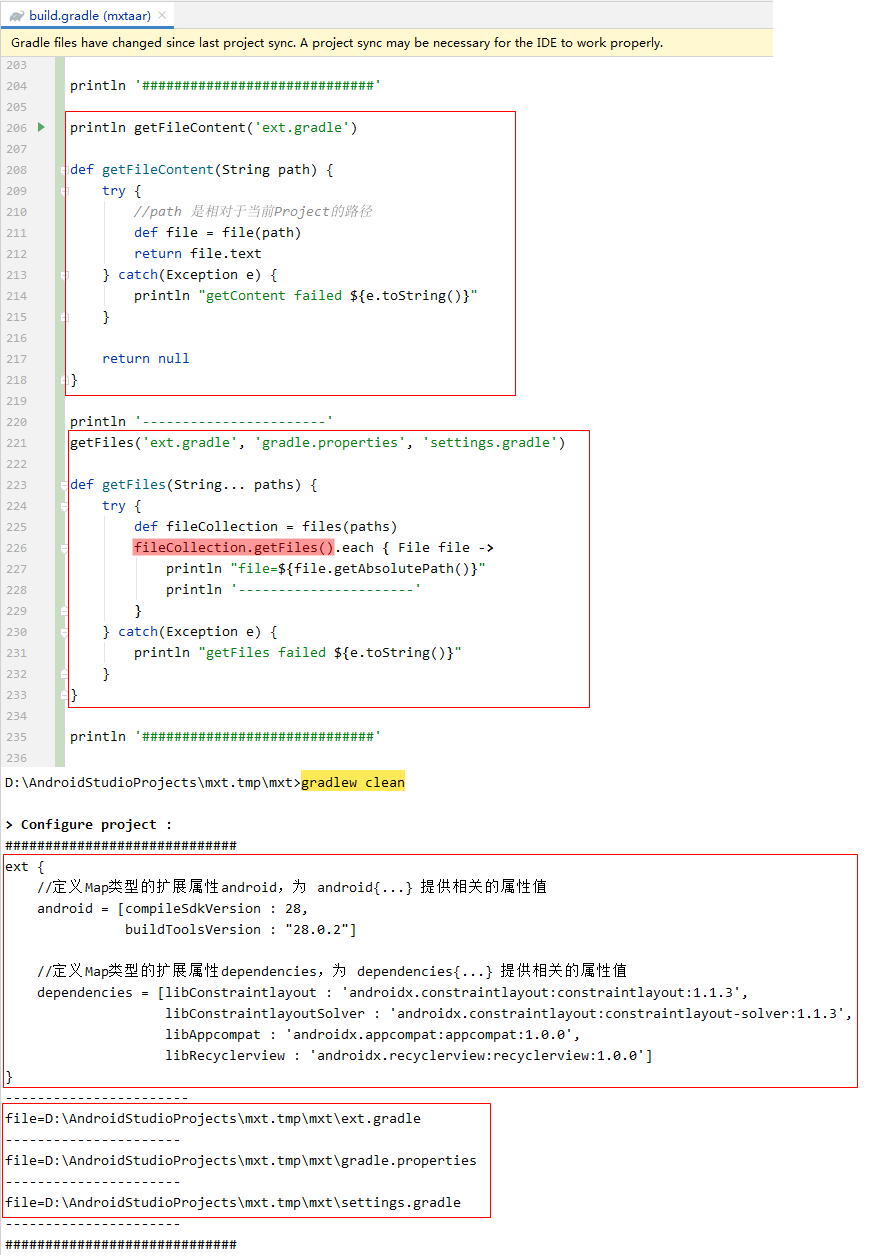 build.gradle (mxtaar) ×
Gradle files have changed since last project sync. A project sync may be necessary for the IDE to work properly.
203
204 println '#############################'
205
206 println getFileContent('ext.gradle')
207
208 def getFileContent(String path) {
209     try {
210         //path 是相对于当前Project的路径
211         def file = file(path)
212         return file.text
213     } catch(Exception e) {
214         println "getContent failed ${e.toString()}"
215     }
216
217     return null
218 }
219
220 println '-----------------------'
221 getFiles('ext.gradle', 'gradle.properties', 'settings.gradle')
222
223 def getFiles(String... paths) {
224     try {
225         def fileCollection = files(paths)
226         fileCollection.getFiles().each { File file ->
227             println "file=${file.getAbsolutePath()}"
228             println '----------------------'
229         }
230     } catch(Exception e) {
231         println "getFiles failed ${e.toString()}"
232     }
233 }
234
235 println '#############################'
236
D:\AndroidStudioProjects\mxt.tmp\mxt>gradlew clean
> Configure project :
#############################
ext {
    //定义Map类型的扩展属性android，为 android{...} 提供相关的属性值
    android = [compileSdkVersion : 28,
               buildToolsVersion : "28.0.2"]
    //定义Map类型的扩展属性dependencies，为 dependencies{...} 提供相关的属性值
    dependencies = [libConstraintlayout : 'androidx.constraintlayout:constraintlayout:1.1.3',
                    libConstraintlayoutSolver : 'androidx.constraintlayout:constraintlayout-solver:1.1.3',
                    libAppcompat : 'androidx.appcompat:appcompat:1.0.0',
                    libRecyclerview : 'androidx.recyclerview:recyclerview:1.0.0']
}
-----------------------
file=D:\AndroidStudioProjects\mxt.tmp\mxt\ext.gradle
----------------------
file=D:\AndroidStudioProjects\mxt.tmp\mxt\gradle.properties
----------------------
file=D:\AndroidStudioProjects\mxt.tmp\mxt\settings.gradle
----------------------
#############################